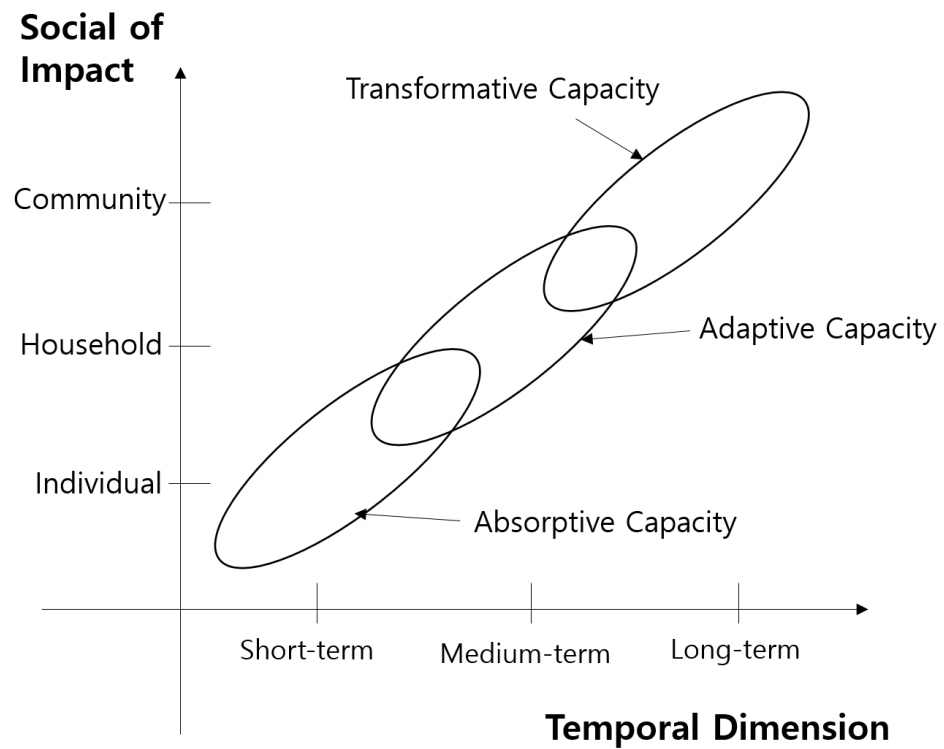 Social of
Impact
Transformative Capacity
Community
Household
Adaptive Capacity
Individual
Absorptive Capacity
Short-term
Medium-term
Long-term
Temporal Dimension